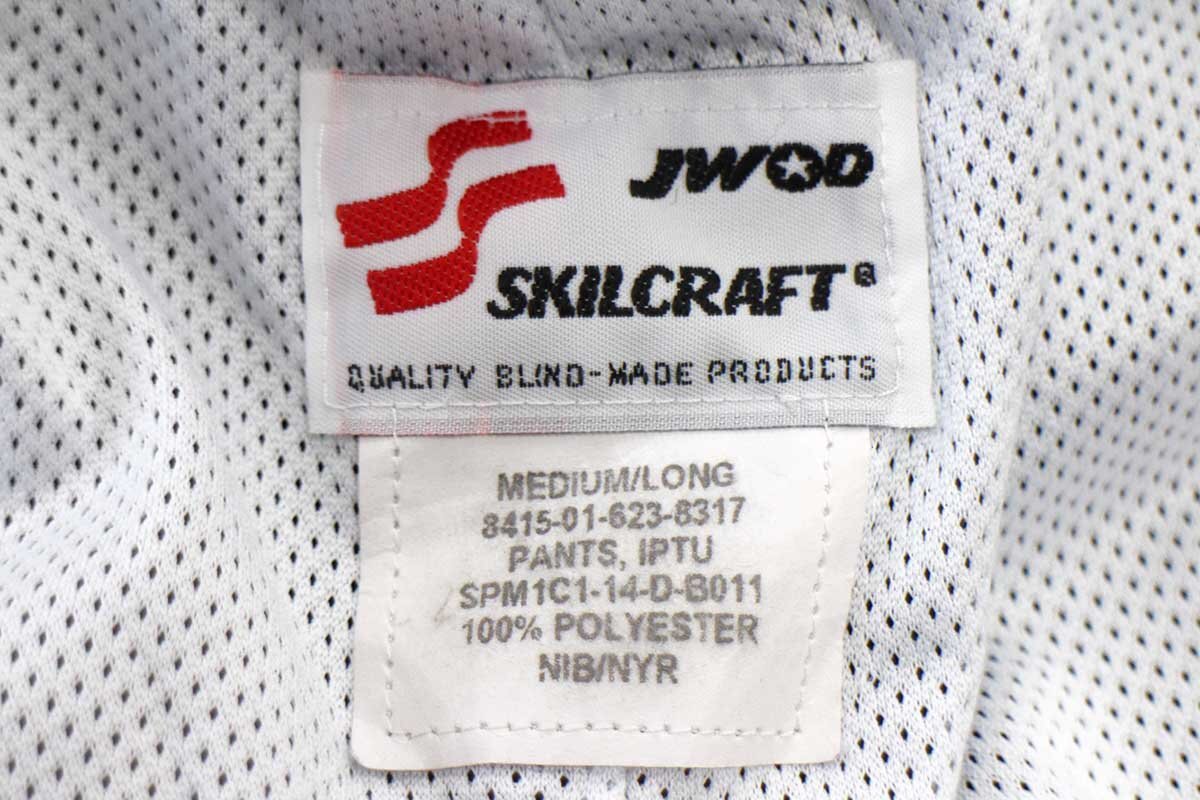 JWOD
SKILCRAFT®
QUALITY BLIND-MADE PRODUCTS
MEDIUM/LONG
8415-01-623-8317
PANTS, IPTU
SPM1C1-14-D-B011
100% POLYESTER
NIB/NYR